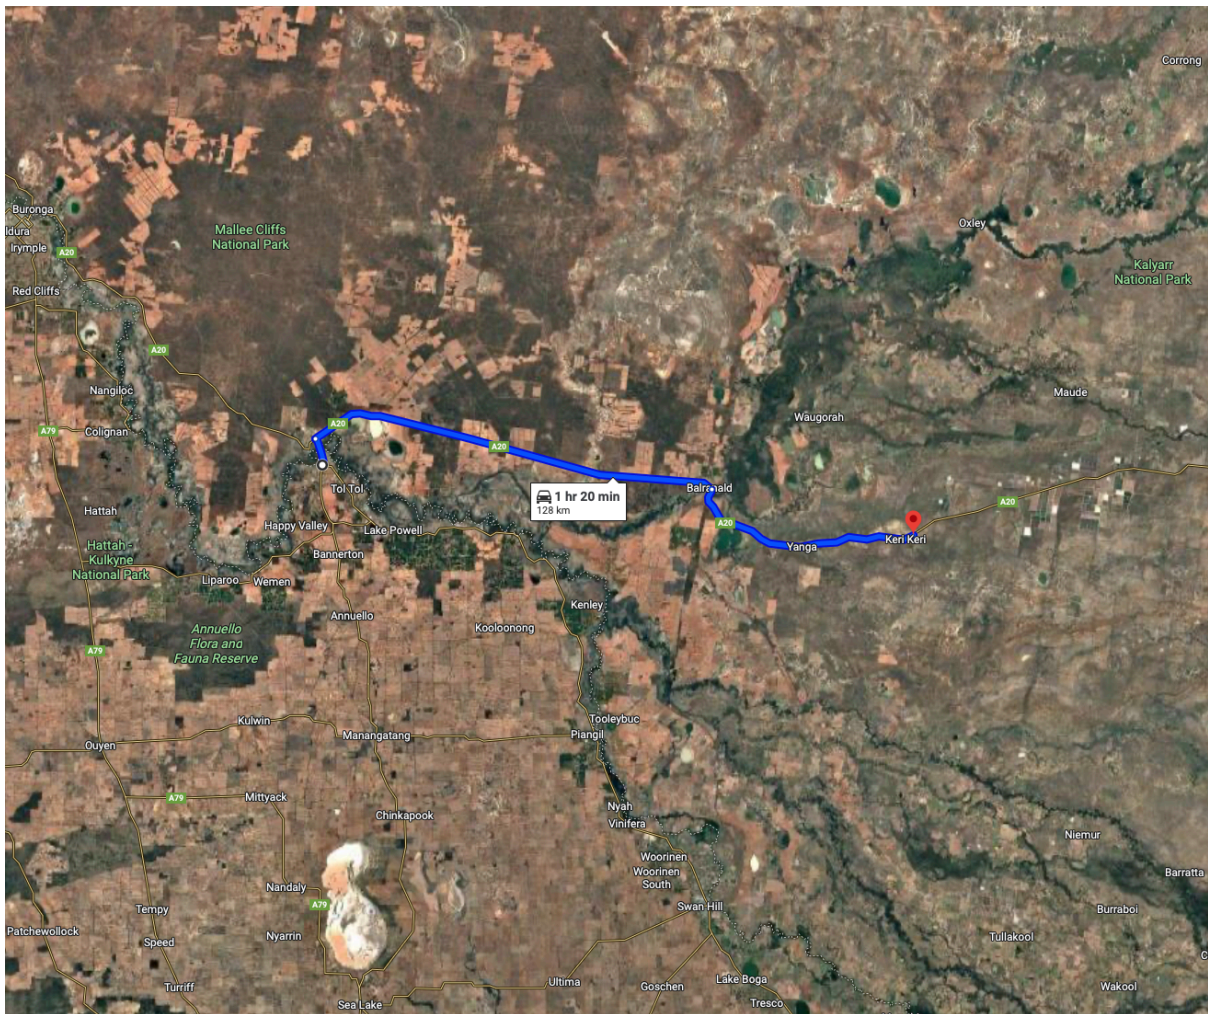 Corrong
Buronga
ldura
Irymple
A20
Mallee Cliffs
National Park
Oxley
Kalyarr
National Park
Red Cliffs
A20
Nangiloc
Maude
A20
Waugorah
A79
Colignan
A20
Tol Tol
Balranald
1 hr 20 min
128 km
A20
Hattah
Happy Valley
Lake Powell
A20
Keri Keri
Yanga
Hattah -
Kulkyne
National Park
Bannerton
Liparoo
Wemen
Kenley
Annuello
Kooloonong
Annuello
Flora and
Fauna Reserve
A79
Kulwin
Tooleybuc
Manangatang
Piangil
Ouyen
A79
Mittyack
Chinkapook
Nyah
Vinifera
Niemur
Woorinen
Woorinen
South
Barratta
Nandaly
A79
Swan Hill
Tempy
Burraboi
Patchewollock
Speed
Nyarrin
Tullakool
C
Turriff
Ultima
Goschen
Lake Boga
Wakool
Sea Lake
Tresco